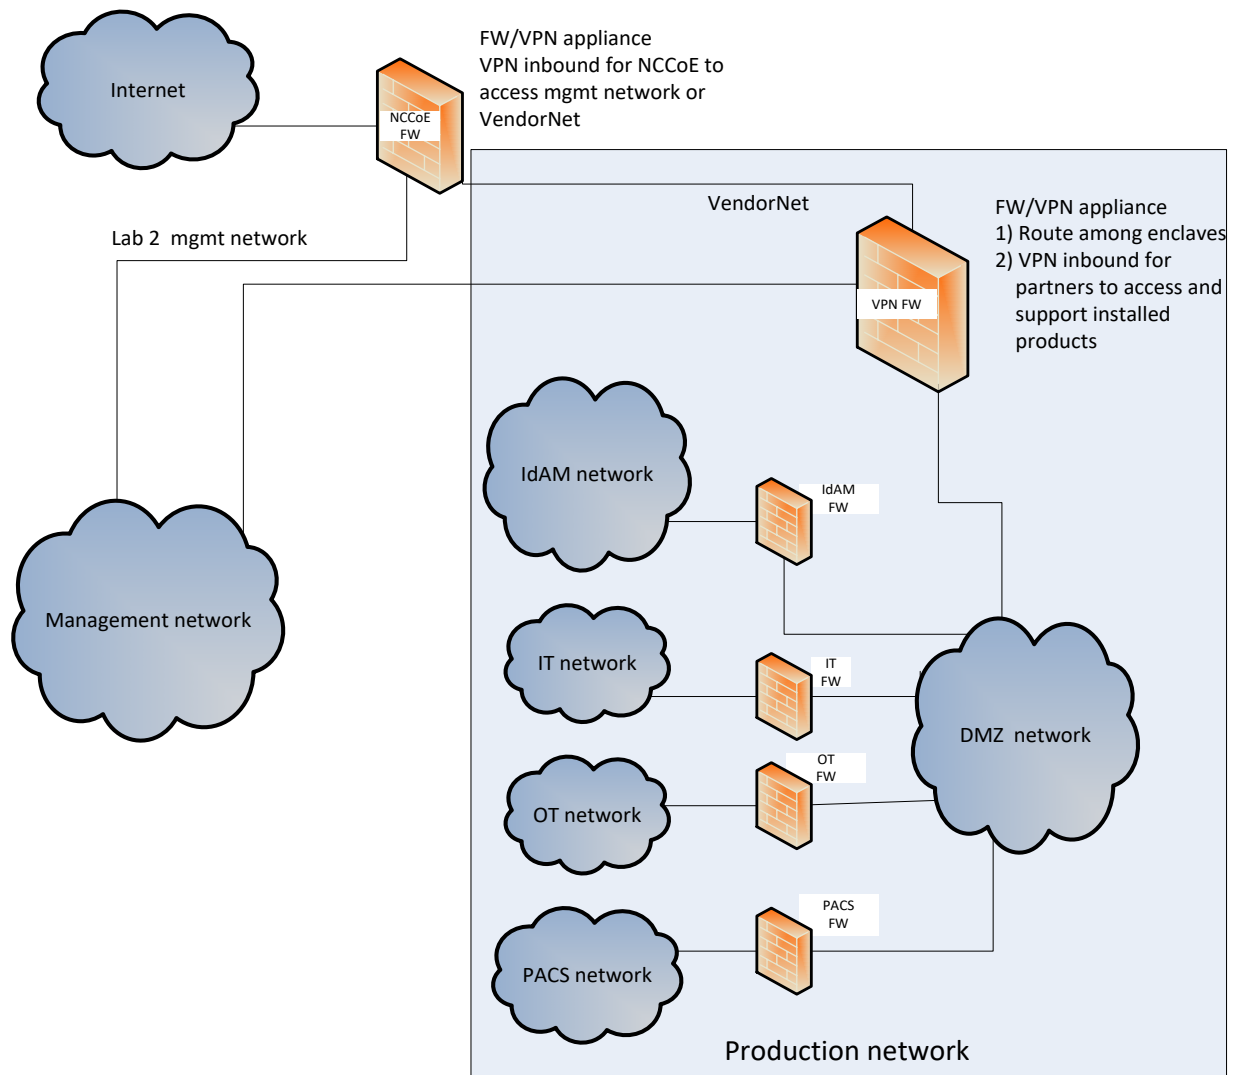 FW/VPN appliance
VPN inbound for NCCoE to
access mgmt network or
VendorNet
Internet
NCCoE
FW
VendorNet
FW/VPN appliance
1) Route among enclaves
2) VPN inbound for
partners to access and
support installed
products
Lab 2 mgmt network
VPN FW
IdAM network
IdAM
FW
Management network
IT network
IT
FW
DMZ network
OT network
OT
FW
PACS network
PACS
FW
Production network